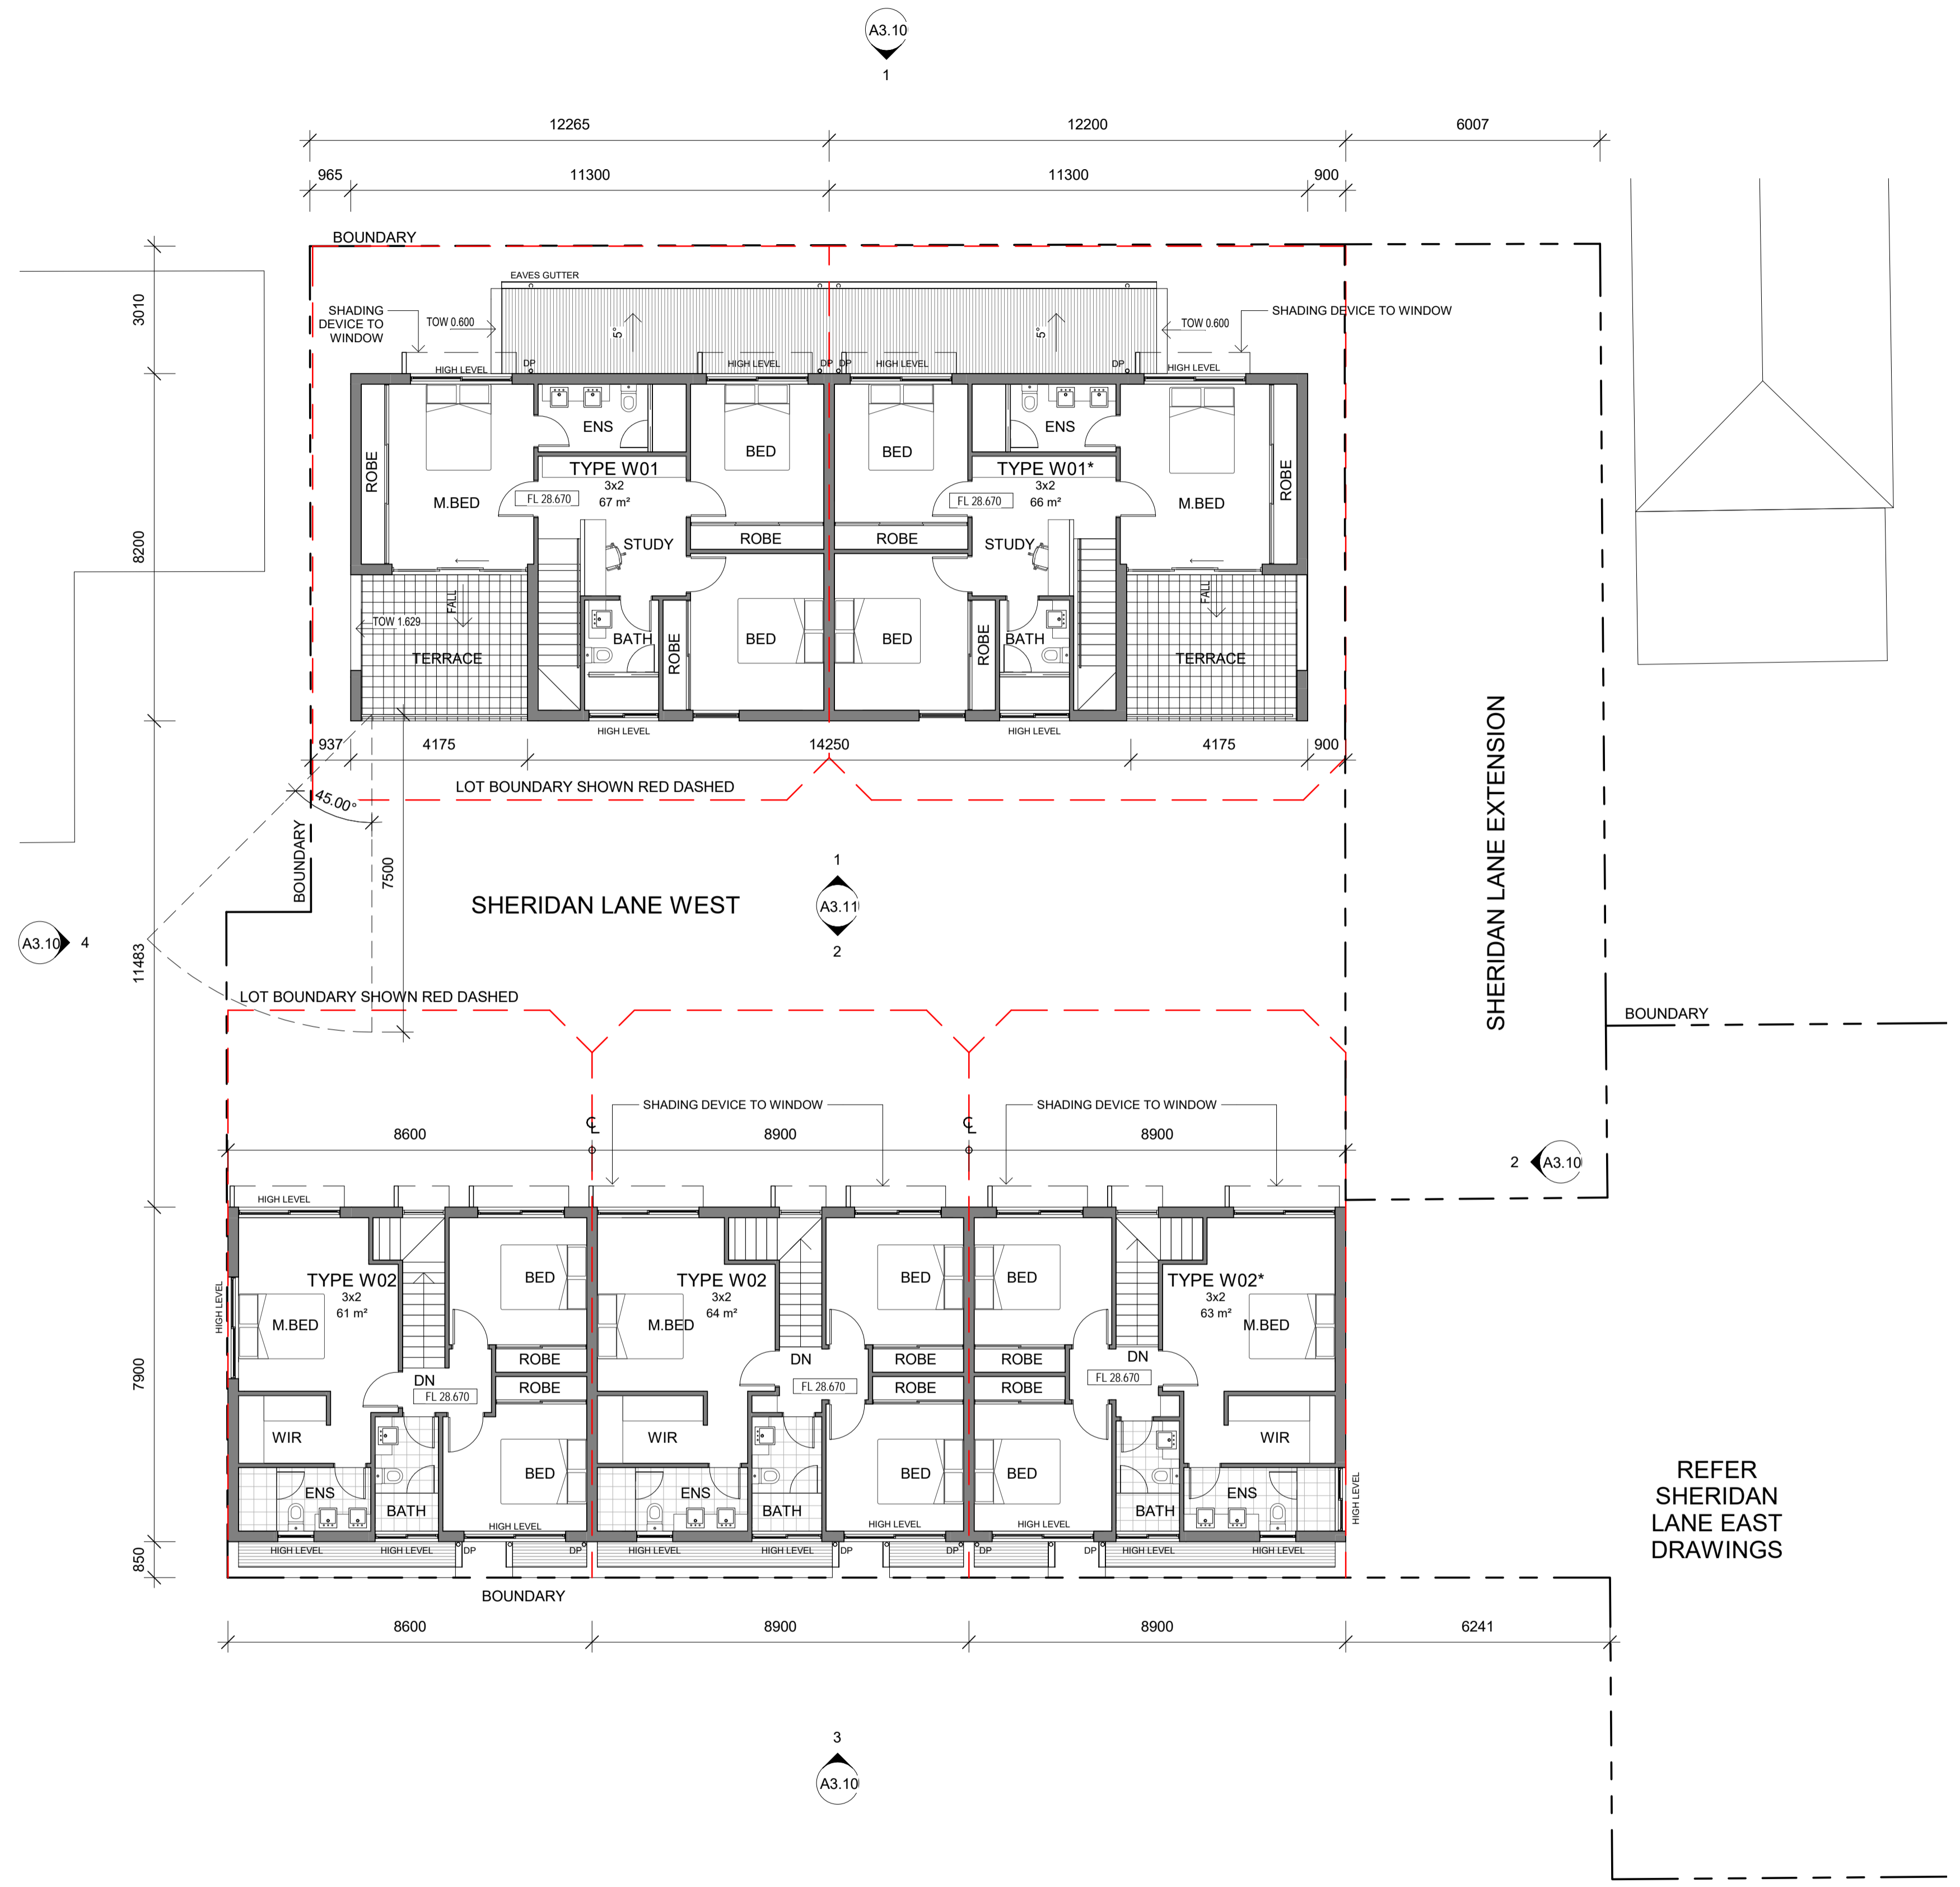 A3.10
1
12265
12200
6007
965
11300
11300
900
BOUNDARY
EAVES GUTTER
3010
SHADING
DEVICE TO
WINDOW
TOW 0.600
5°
5°
TOW 0.600
SHADING DEVICE TO WINDOW
HIGH LEVEL
DP
HIGH LEVEL
DP
DP
HIGH LEVEL
DP
HIGH LEVEL
ENS
ENS
ROBE
BED
BED
ROBE
TYPE W01
3x2
67 m²
TYPE W01*
3x2
66 m²
M.BED
FL 28.670
FL 28.670
M.BED
8200
STUDY
ROBE
ROBE
STUDY
FALL
FALL
TOW 1.629
BATH
ROBE
BED
BED
ROBE
BATH
TERRACE
TERRACE
HIGH LEVEL
HIGH LEVEL
937
4175
14250
4175
900
LOT BOUNDARY SHOWN RED DASHED
45.00°
BOUNDARY
7500
SHERIDAN LANE EXTENSION
1
SHERIDAN LANE WEST
A3.11
2
A3.10
4
11483
LOT BOUNDARY SHOWN RED DASHED
BOUNDARY
SHADING DEVICE TO WINDOW
SHADING DEVICE TO WINDOW
8600
8900
8900
2
A3.10
HIGH LEVEL
HIGH LEVEL
TYPE W02
3x2
61 m²
BED
TYPE W02
3x2
64 m²
BED
BED
TYPE W02*
3x2
63 m²
M.BED
M.BED
M.BED
7900
DN
FL 28.670
ROBE
ROBE
DN
FL 28.670
ROBE
ROBE
ROBE
ROBE
DN
FL 28.670
WIR
WIR
WIR
BED
BED
BED
ENS
BATH
ENS
BATH
BATH
ENS
HIGH LEVEL
HIGH LEVEL
HIGH LEVEL
HIGH LEVEL
HIGH LEVEL
HIGH LEVEL
DP
DP
HIGH LEVEL
HIGH LEVEL
DP
DP
DP
DP
HIGH LEVEL
HIGH LEVEL
850
BOUNDARY
REFER
SHERIDAN
LANE EAST
DRAWINGS
8600
8900
8900
6241
3
A3.10